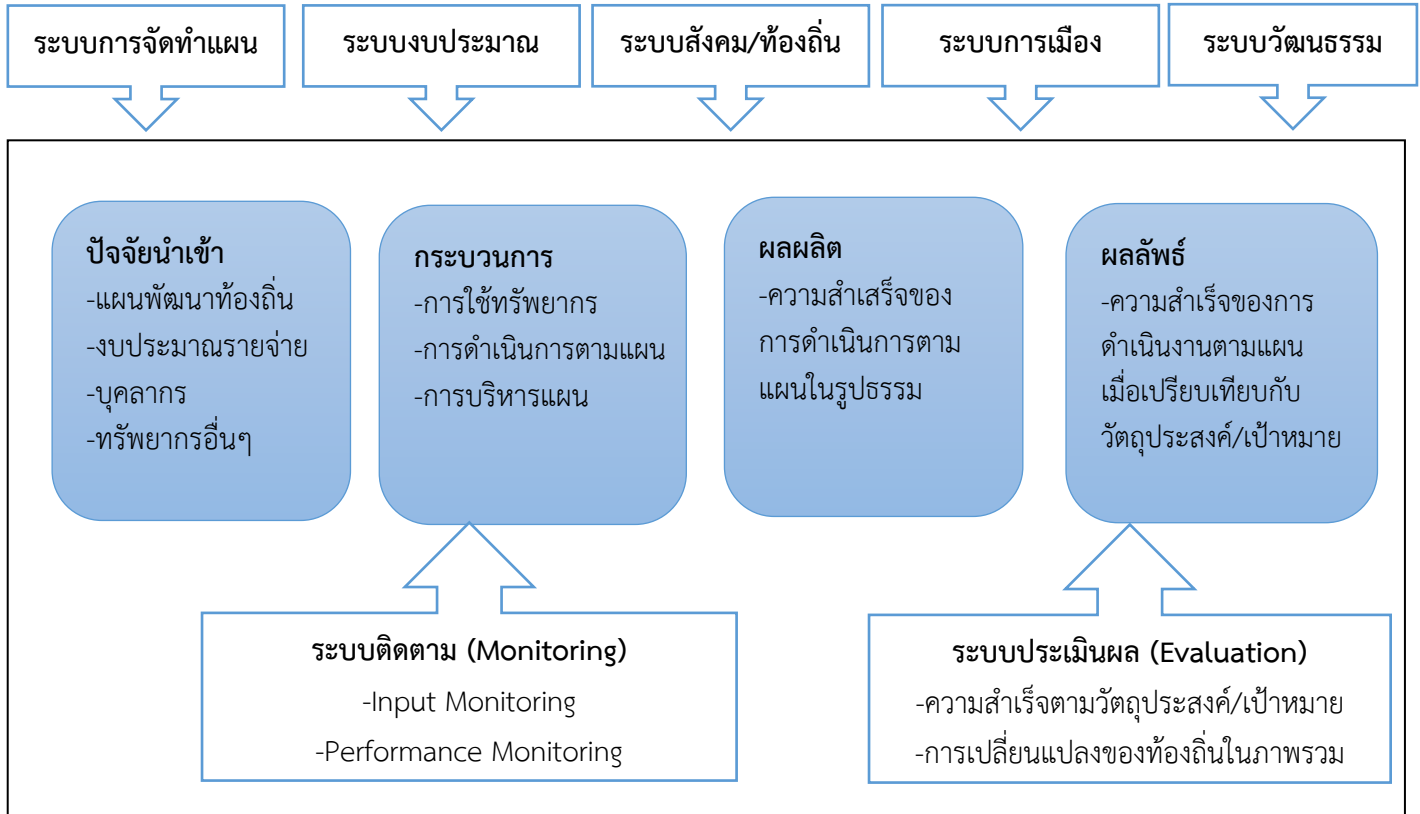 ระบบการจัดทำแผน
ระบบงบประมาณ
ระบบสังคม/ท้องถิ่น
ระบบการเมือง
ระบบวัฒนธรรม
ปัจจัยนำเข้า
-แผนพัฒนาท้องถิ่น
-งบประมาณรายจ่าย
-บุคลากร
-ทรัพยากรอื่นๆ
กระบวนการ
-การใช้ทรัพยากร
-การดำเนินการตามแผน
-การบริหารแผน
ผลผลิต
-ความสำเสร็จของ
การดำเนินการตาม
แผนในรูปธรรม
ผลลัพธ์
-ความสำเร็จของการ
ดำเนินงานตามแผน
เมื่อเปรียบเทียบกับ
วัตถุประสงค์/เป้าหมาย
ระบบติดตาม (Monitoring)
-Input Monitoring
-Performance Monitoring
ระบบประเมินผล (Evaluation)
-ความสำเร็จตามวัตถุประสงค์/เป้าหมาย
-การเปลี่ยนแปลงของท้องถิ่นในภาพรวม